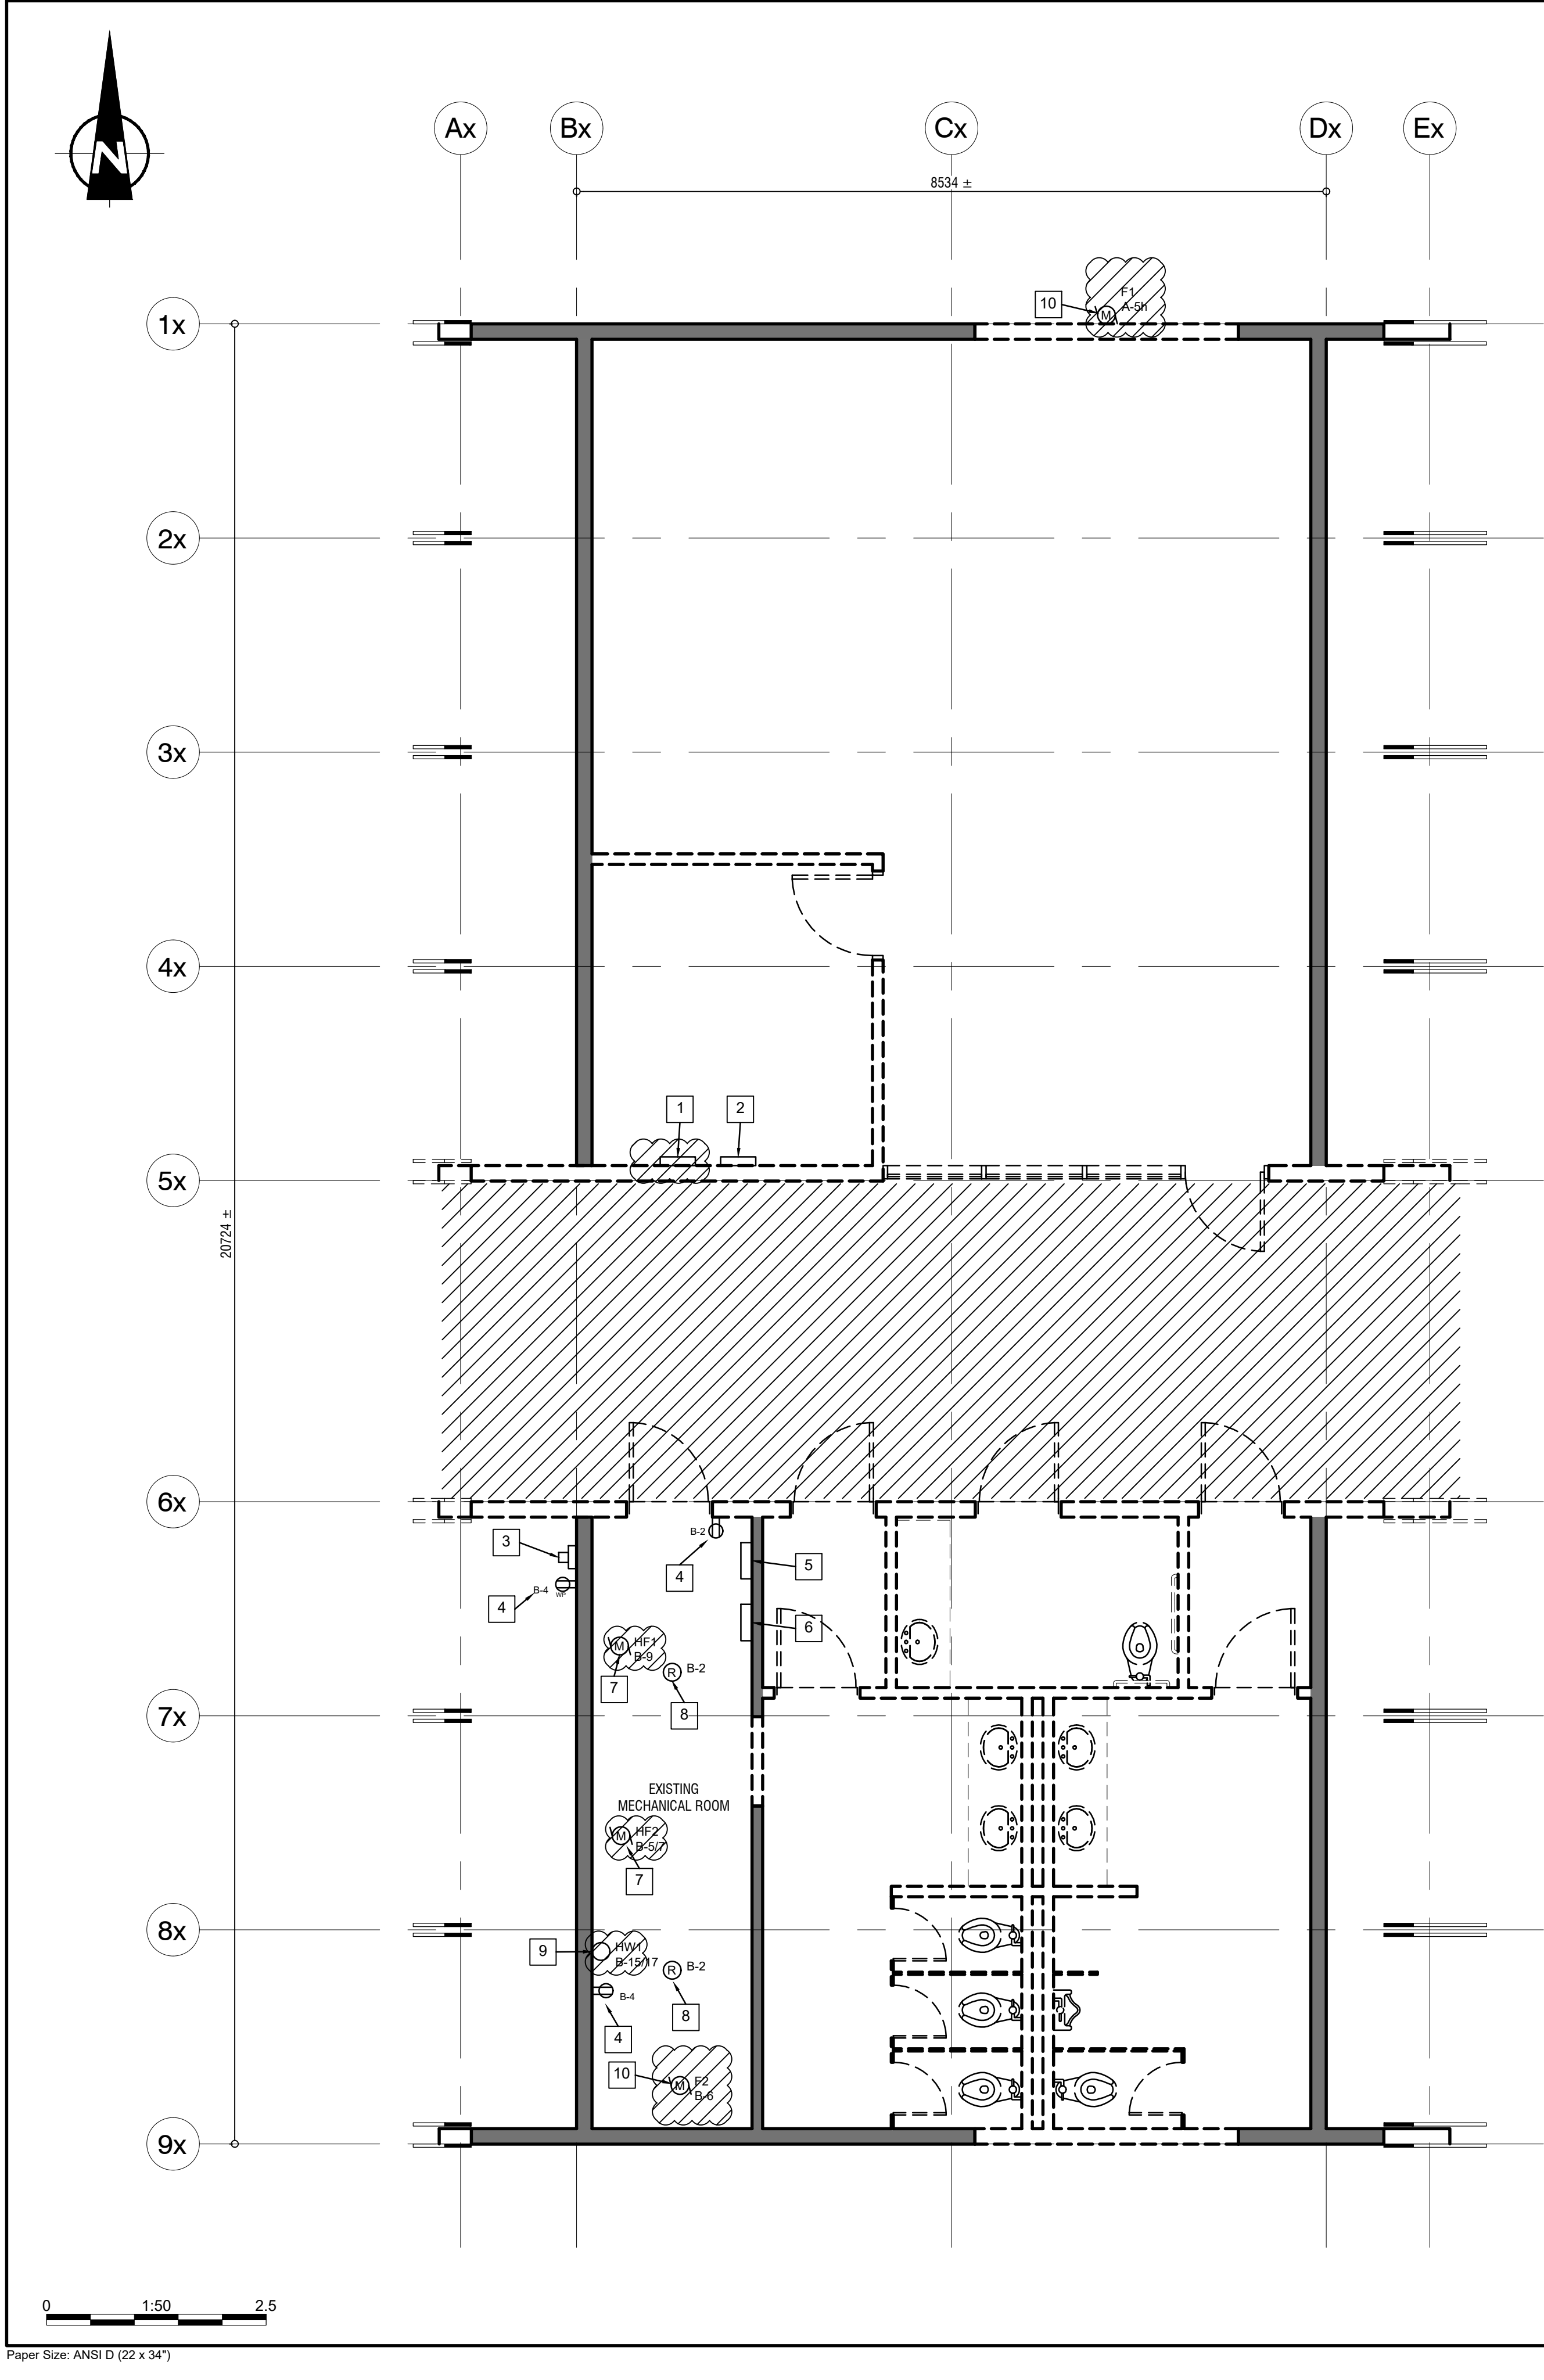 N
Ax
Bx
Cx
Dx
Ex
8534 ±
1x
10
F1
A-5h
M
2x
3x
4x
1
2
5x
20724 ±
6x
3
B-2
4
5
B-4
WP
4
6
M
HF1
B-9
R
B-2
7
8
7x
EXISTING
MECHANICAL ROOM
M
HF2
B-5/7
7
8x
9
HW1
B-15/17
R
B-2
B-4
8
4
10
M
F2
B-6
9x
0
1:50
2.5
Paper Size: ANSI D (22 x 34")